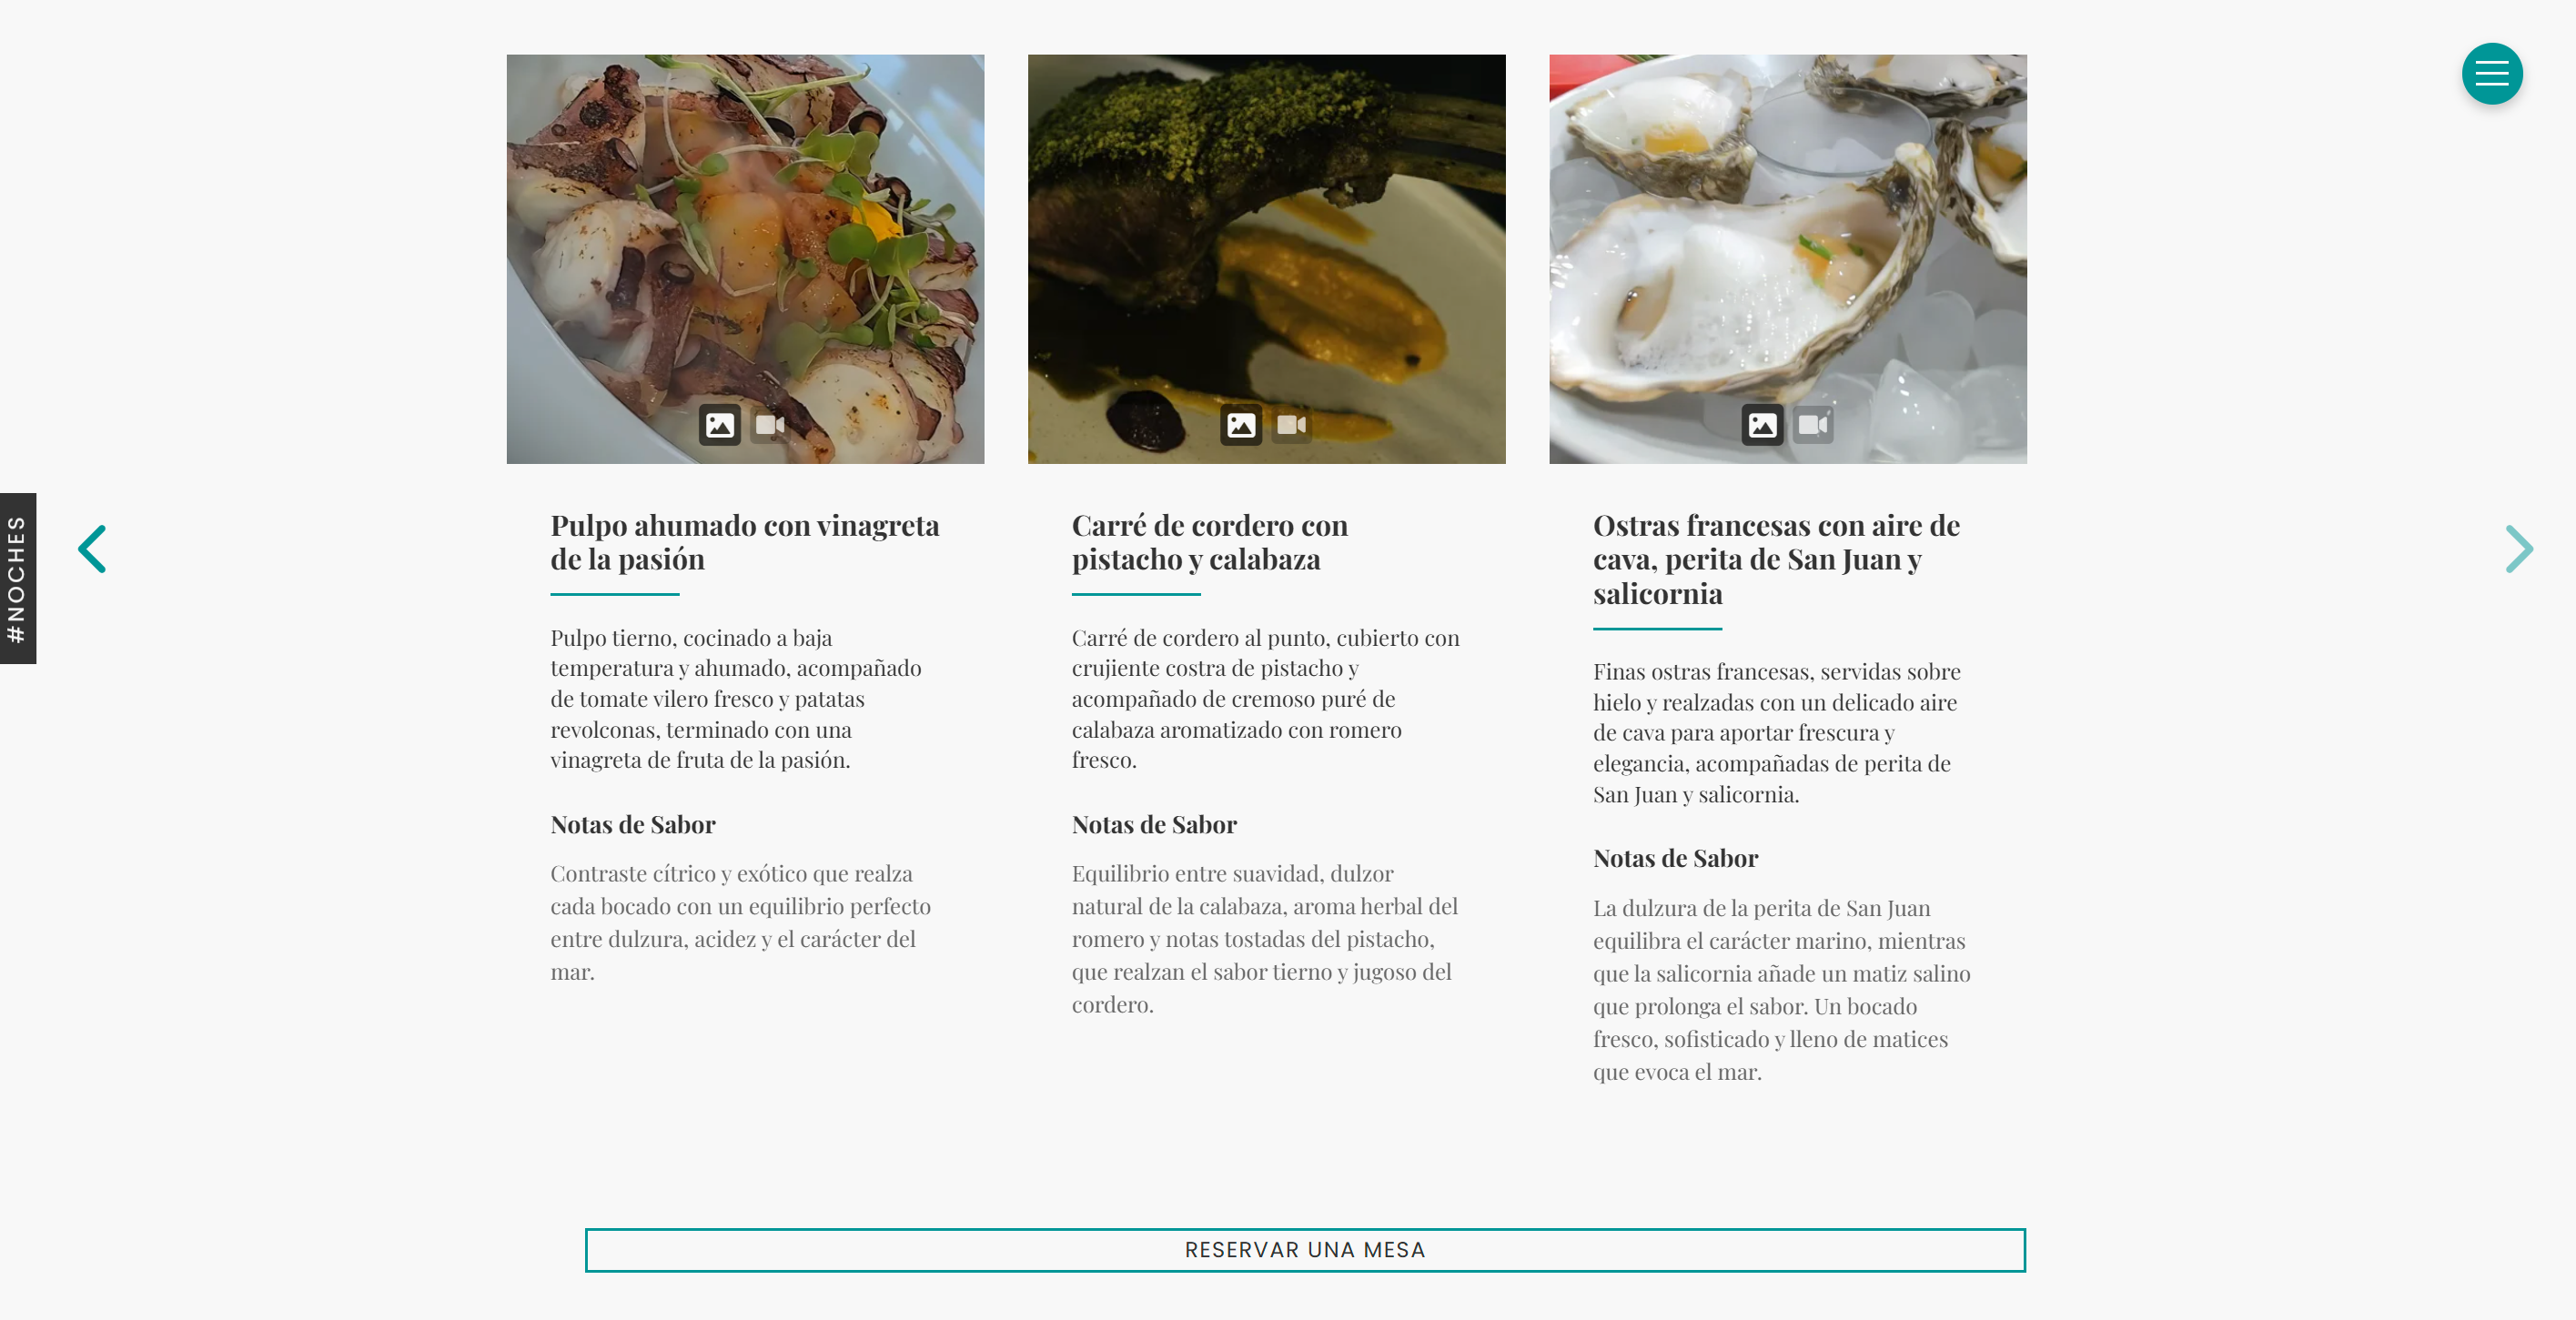 #NOCHES
Pulpo ahumado con vinagreta
de la pasión
Pulpo tierno, cocinado a baja
temperatura y ahumado, acompañado
de tomate vilero fresco y patatas
revolconas, terminado con una
vinagreta de fruta de la pasión.
Notas de Sabor
Contraste cítrico y exótico que realza
cada bocado con un equilibrio perfecto
entre dulzura, acidez y el carácter del
mar.
Carré de cordero con
pistacho y calabaza
Carré de cordero al punto, cubierto con
crujiente costra de pistacho y
acompañado de cremoso puré de
calabaza aromatizado con romero
fresco.
Notas de Sabor
Equilibrio entre suavidad, dulzor
natural de la calabaza, aroma herbal del
romero y notas tostadas del pistacho,
que realzan el sabor tierno y jugoso del
cordero.
Ostras francesas con aire de
cava, perita de San Juan y
salicornia
Finas ostras francesas, servidas sobre
hielo y realzadas con un delicado aire
de cava para aportar frescura y
elegancia, acompañadas de perita de
San Juan y salicornia.
Notas de Sabor
La dulzura de la perita de San Juan
equilibra el carácter marino, mientras
que la salicornia añade un matiz salino
que prolonga el sabor. Un bocado
fresco, sofisticado y lleno de matices
que evoca el mar.
RESERVAR UNA MESA